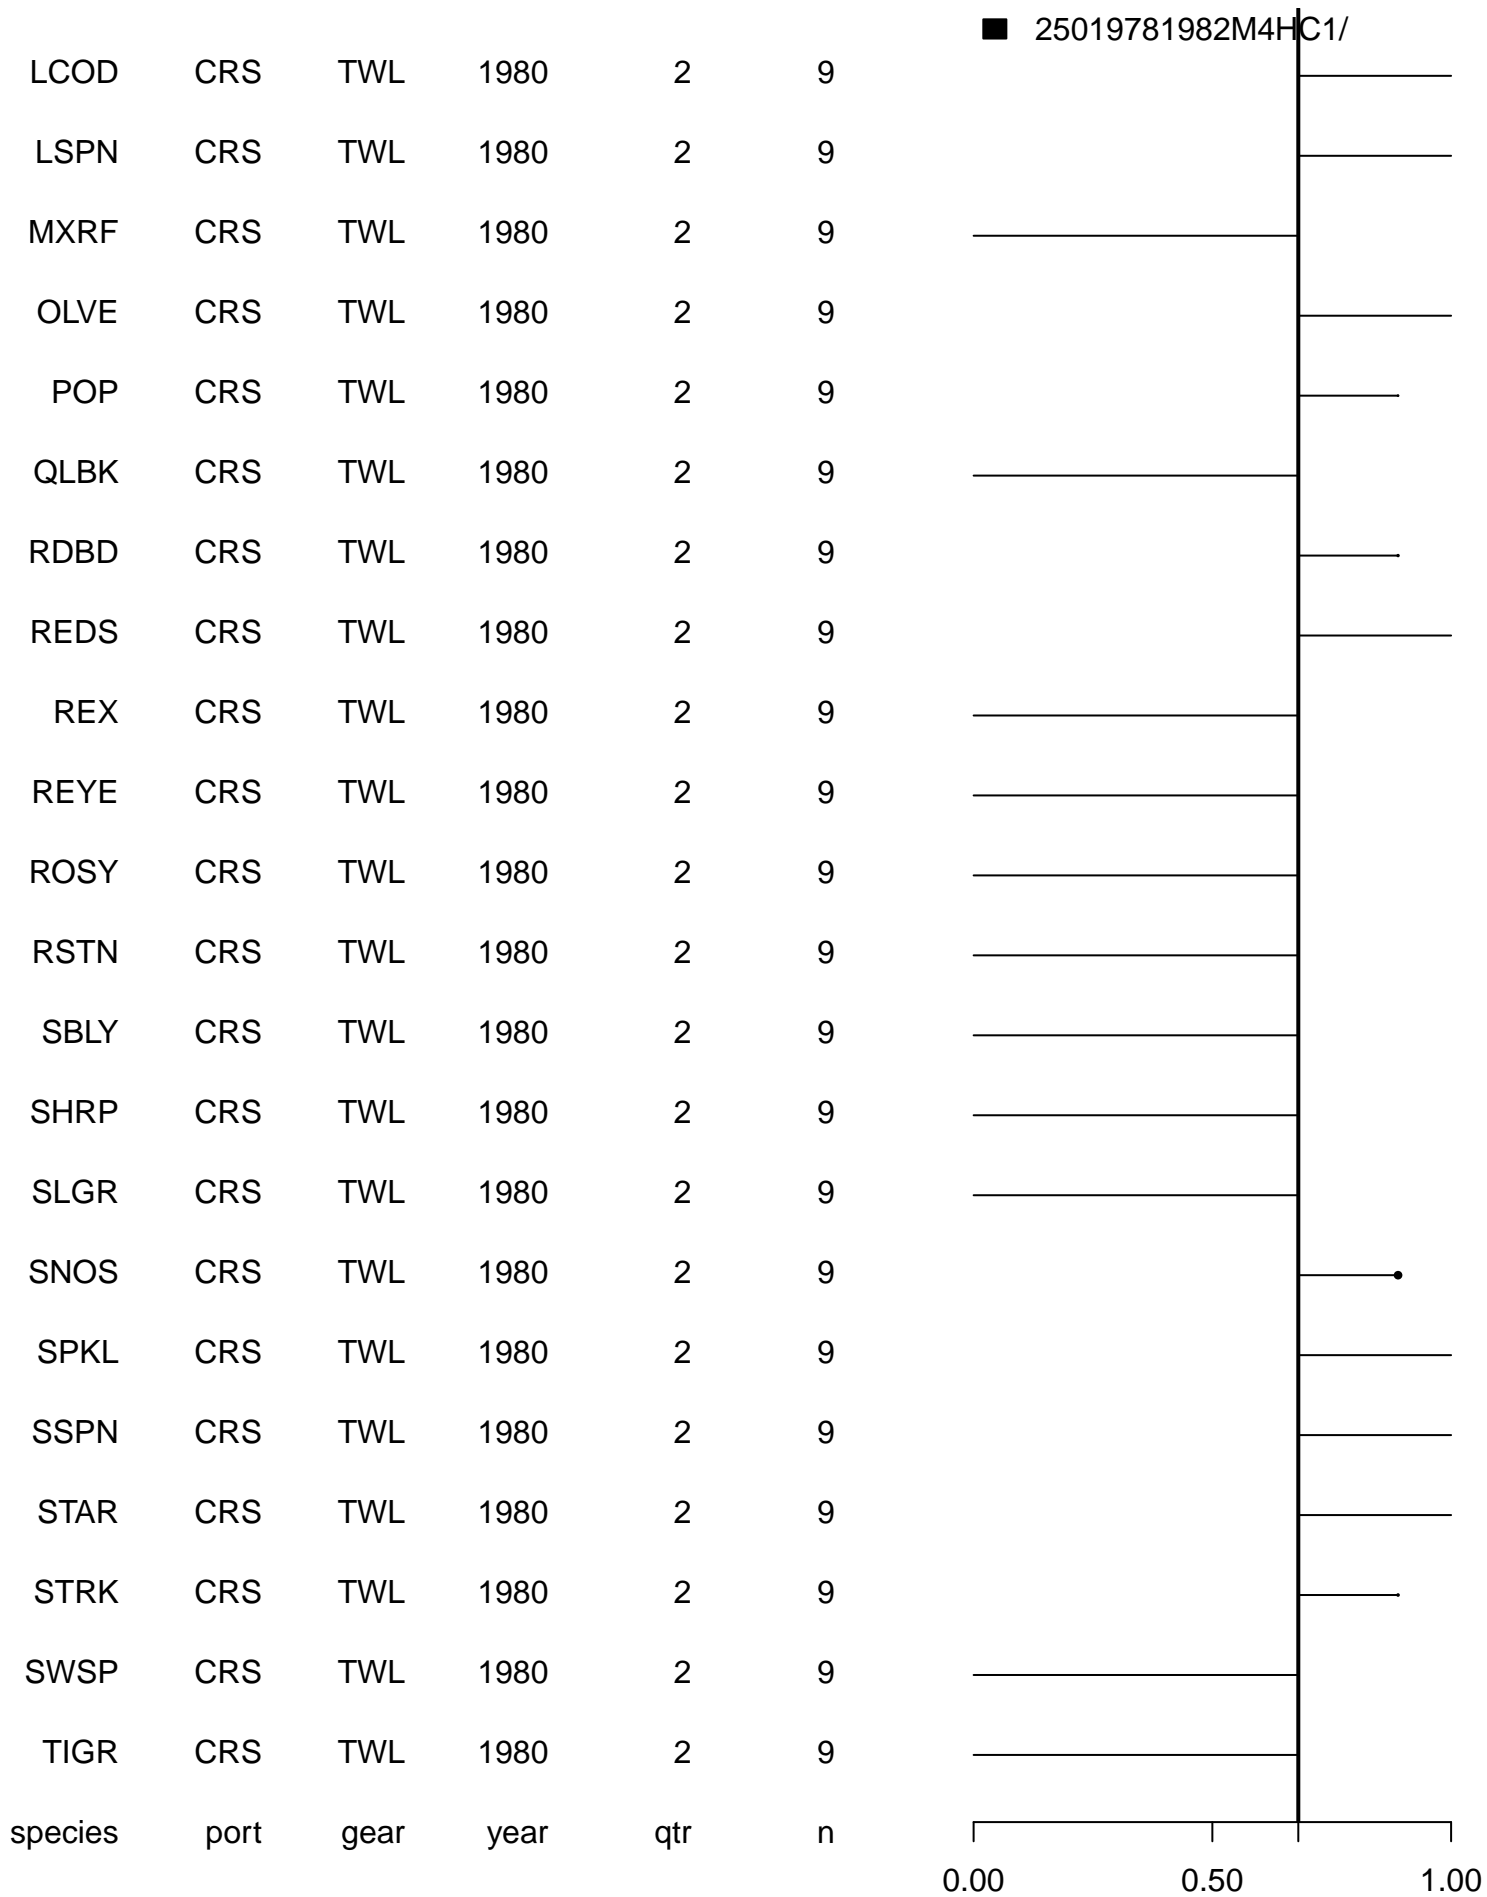 25019781982M4HC1/
LCOD CRS TWL 1980 2 9
LSPN CRS TWL 1980 2 9
MXRF CRS TWL 1980 2 9
OLVE CRS TWL 1980 2 9
POP CRS TWL 1980 2 9
QLBK CRS TWL 1980 2 9
RDBD CRS TWL 1980 2 9
REDS CRS TWL 1980 2 9
REX CRS TWL 1980 2 9
REYE CRS TWL 1980 2 9
ROSY CRS TWL 1980 2 9
RSTN CRS TWL 1980 2 9
SBLY CRS TWL 1980 2 9
SHRP CRS TWL 1980 2 9
SLGR CRS TWL 1980 2 9
SNOS CRS TWL 1980 2 9
SPKL CRS TWL 1980 2 9
SSPN CRS TWL 1980 2 9
STAR CRS TWL 1980 2 9
STRK CRS TWL 1980 2 9
SWSP CRS TWL 1980 2 9
TIGR CRS TWL 1980 2 9
species port gear year qtr n
0.00 0.50 1.00